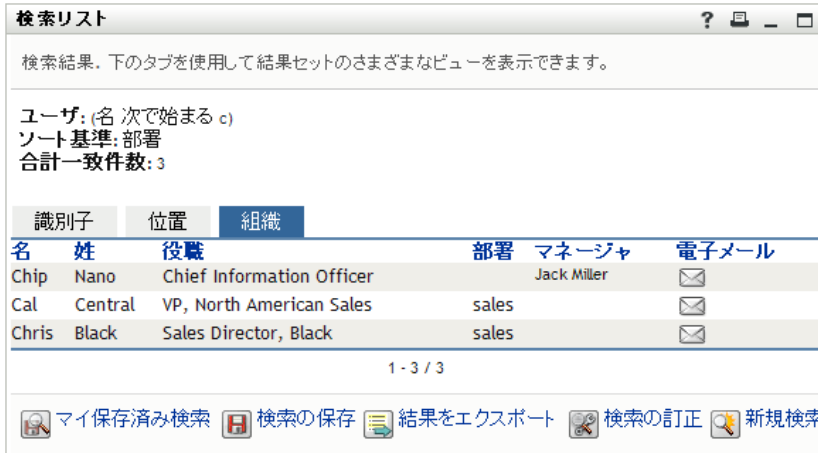 検索リスト ?
検索結果. 下のタブを使用して結果セットのさまざまなビューを表示できます。
ユーザ: (名 次で始まる c)
ソート基準: 部署
合計一致件数: 3
識別子 位置 組織
名 姓 役職 部署 マネージャ 電子メール
Chip Nano Chief Information Officer Jack Miller
Cal Central VP, North American Sales sales
Chris Black Sales Director, Black sales
1 - 3 / 3
マイ保存済み検索 検索の保存 結果をエクスポート 検索の訂正 新規検索